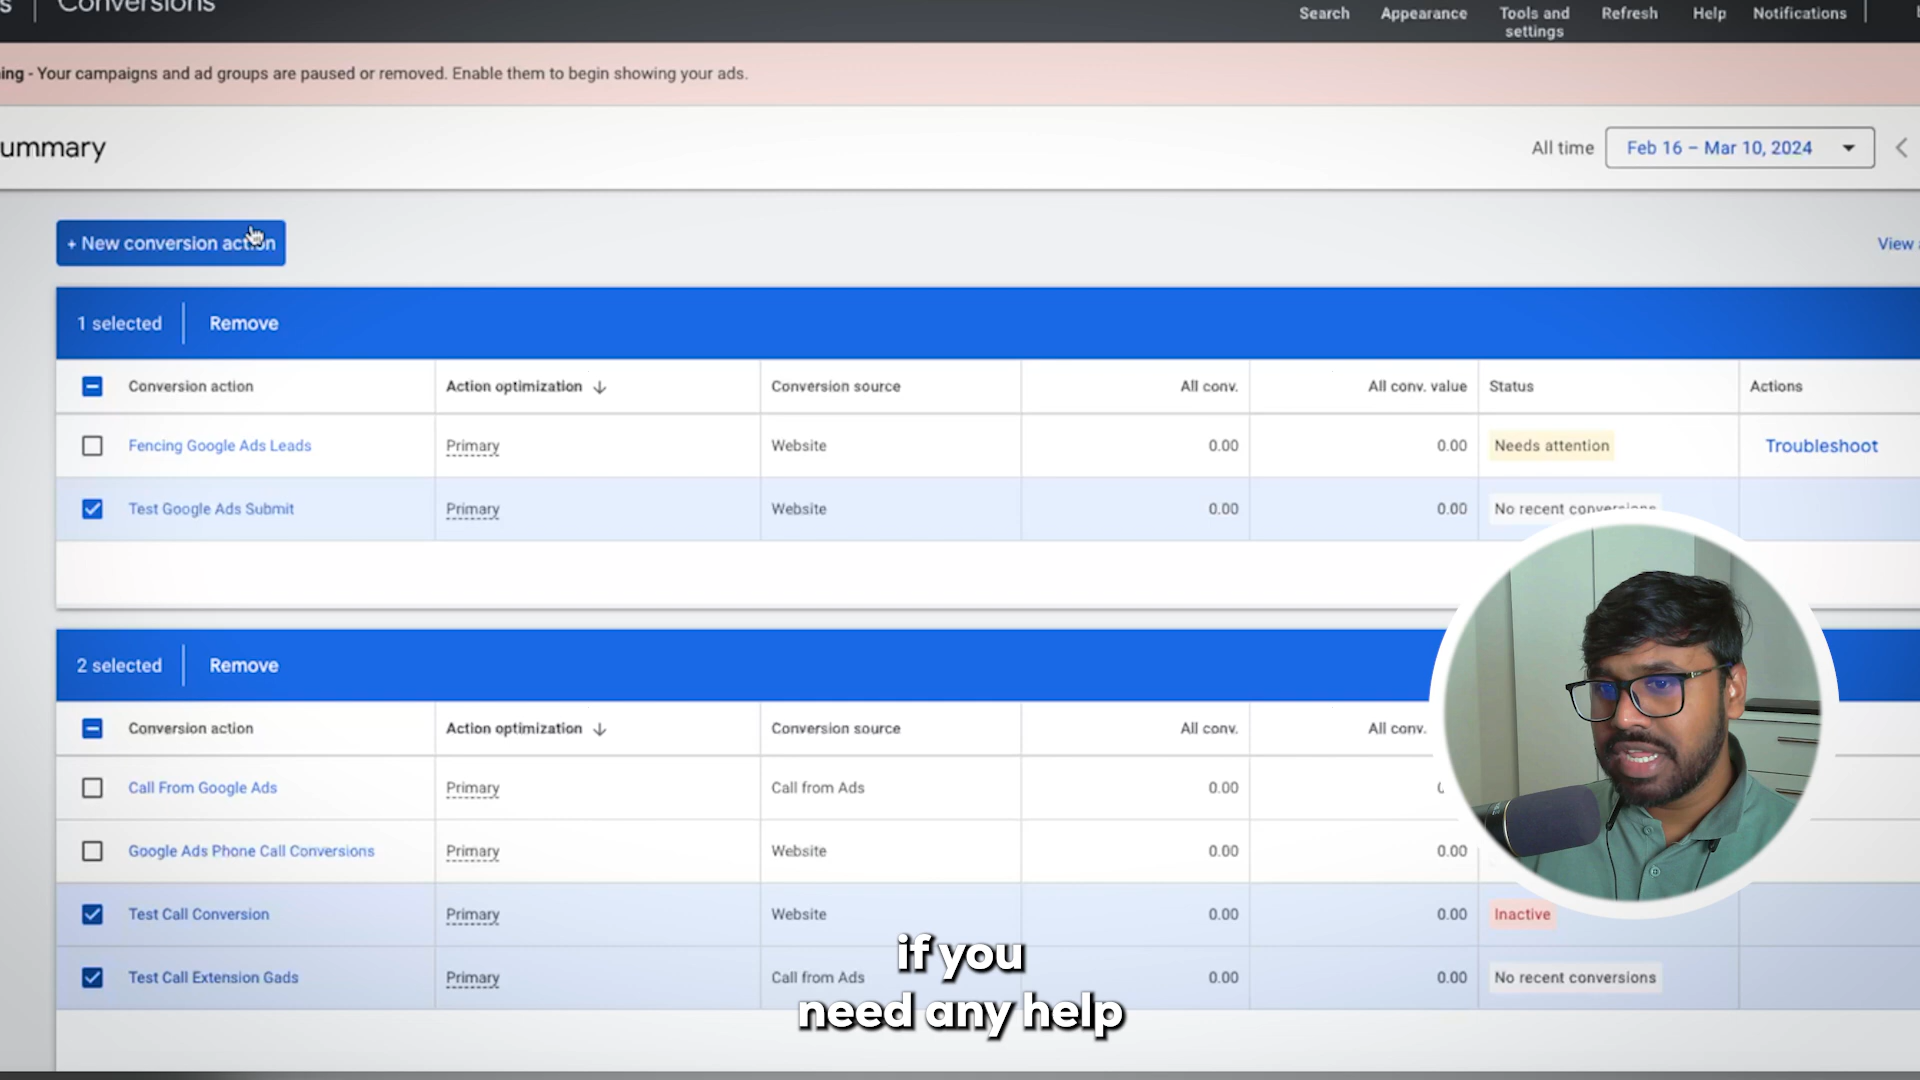 Conversions
Search Appearance Tools and settings Refresh Help Notifications
- Your campaigns and ad groups are paused or removed. Enable them to begin showing your ads.
All time Feb 16 – Mar 10, 2024
+ New conversion action
View
1 selected Remove
Conversion action Action optimization Conversion source All conv. All conv. value Status Actions
Fencing Google Ads Leads Primary Website 0.00 0.00 Needs attention Troubleshoot
Test Google Ads Submit Primary Website 0.00 0.00 No recent conversions
2 selected Remove
Conversion action Action optimization Conversion source All conv. All conv.
Call From Google Ads Primary Call from Ads 0.00
Google Ads Phone Call Conversions Primary Website 0.00 0.00
Test Call Conversion Primary Website 0.00 0.00 Inactive
Test Call Extension Gads Primary Call from Ads 0.00 0.00 No recent conversions
if you
need any help